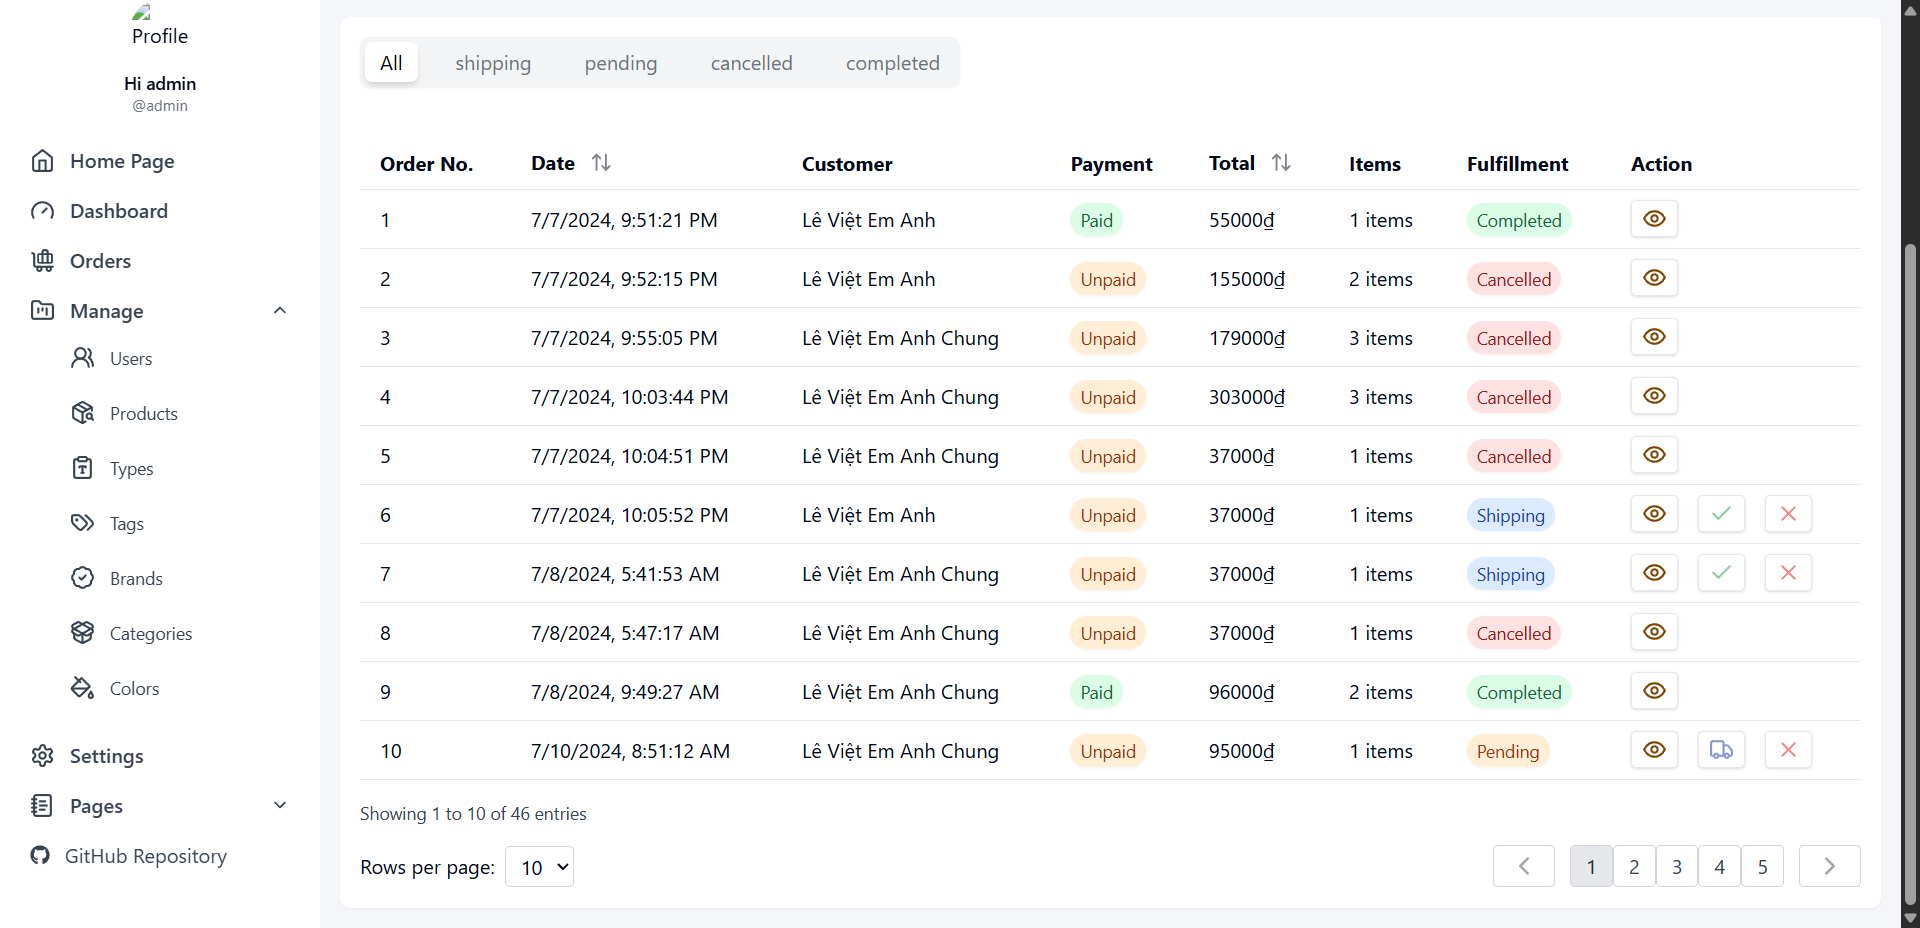 Profile
Hi admin
@admin
Home Page
Dashboard
Orders
Manage
Users
Products
Types
Tags
Brands
Categories
Colors
Settings
Pages
GitHub Repository
All shipping pending cancelled completed
Order No. Date Customer Payment Total Items Fulfillment Action
1 7/7/2024, 9:51:21 PM Lê Việt Em Anh Paid 55000₫ 1 items Completed
2 7/7/2024, 9:52:15 PM Lê Việt Em Anh Unpaid 155000₫ 2 items Cancelled
3 7/7/2024, 9:55:05 PM Lê Việt Em Anh Chung Unpaid 179000₫ 3 items Cancelled
4 7/7/2024, 10:03:44 PM Lê Việt Em Anh Chung Unpaid 303000₫ 3 items Cancelled
5 7/7/2024, 10:04:51 PM Lê Việt Em Anh Chung Unpaid 37000₫ 1 items Cancelled
6 7/7/2024, 10:05:52 PM Lê Việt Em Anh Unpaid 37000₫ 1 items Shipping
7 7/8/2024, 5:41:53 AM Lê Việt Em Anh Chung Unpaid 37000₫ 1 items Shipping
8 7/8/2024, 5:47:17 AM Lê Việt Em Anh Chung Unpaid 37000₫ 1 items Cancelled
9 7/8/2024, 9:49:27 AM Lê Việt Em Anh Chung Paid 96000₫ 2 items Completed
10 7/10/2024, 8:51:12 AM Lê Việt Em Anh Chung Unpaid 95000₫ 1 items Pending
Showing 1 to 10 of 46 entries
Rows per page: 10 1 2 3 4 5